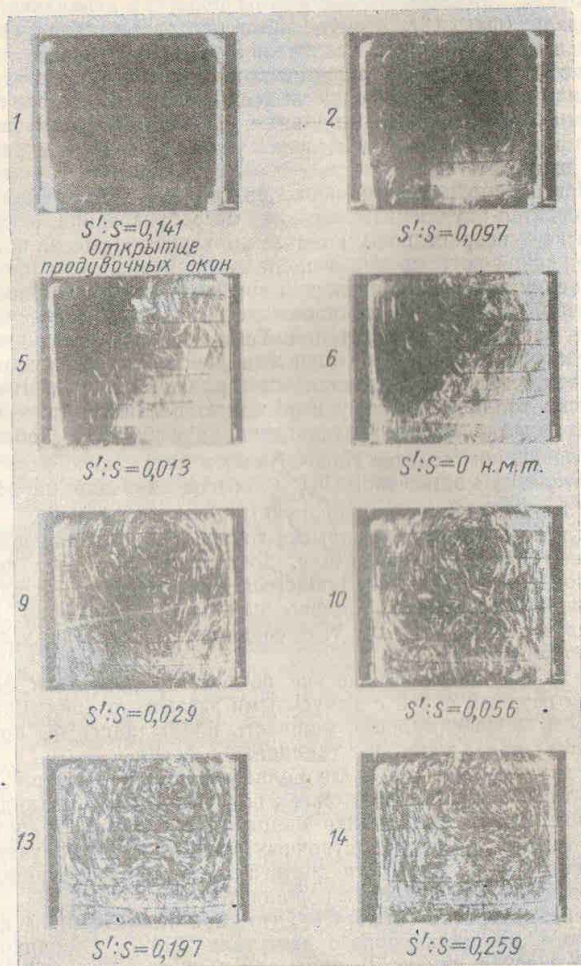 1
2
S':S=0,141
Открытие
продувочных окон
S':S=0,097
5
6
S':S=0,013
S':S=0 н.м.т.
9
10
S':S=0,029
S':S=0,056
13
14
S':S=0,197
S':S=0,259